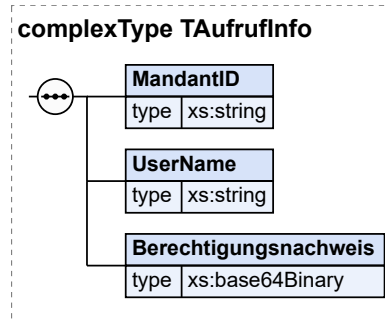 complexType TAufrufInfo
MandantID
type xs:string
UserName
type xs:string
Berechtigungsnachweis
type xs:base64Binary